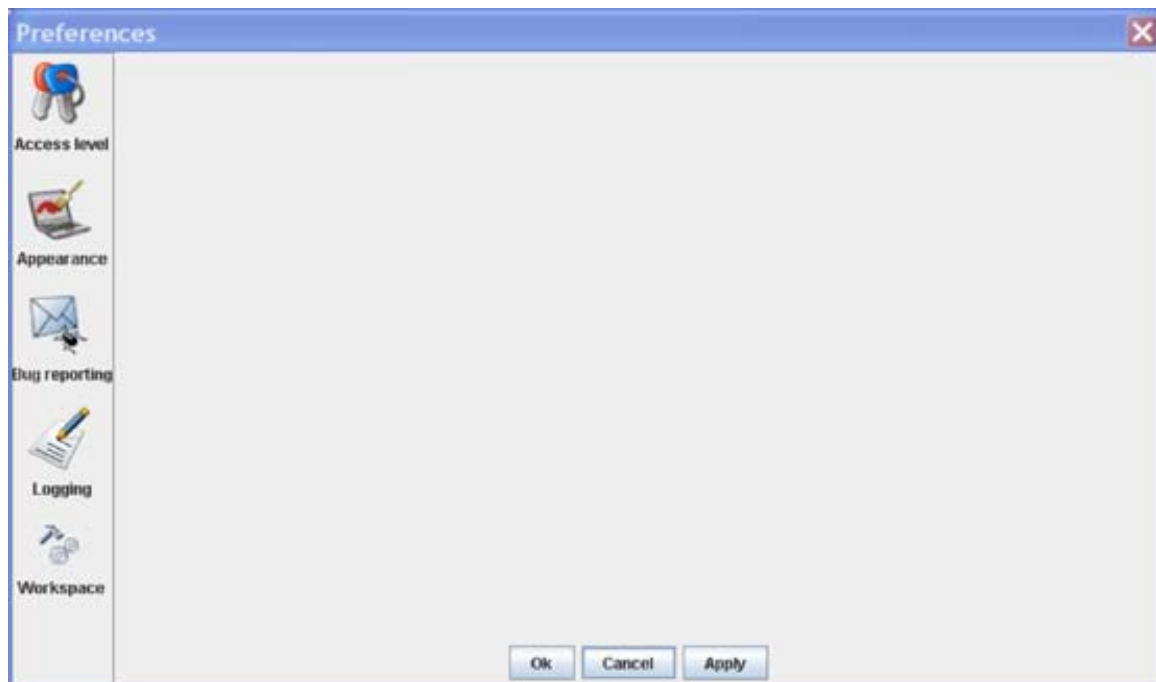 Preferences
Access level
Appearance
Bug reporting
Logging
Workspace
Ok Cancel Apply